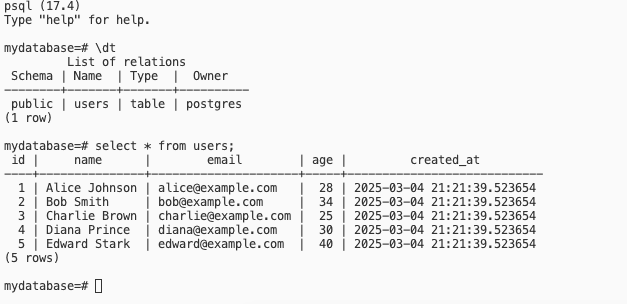 psql (17.4)
Type "help" for help.
mydatabase=# \dt
         List of relations
 Schema | Name  | Type  |  Owner
--------+-------+-------+----------
 public | users | table | postgres
(1 row)
mydatabase=# select * from users;
 id |     name      |        email        | age |         created_at
----+---------------+---------------------+-----+----------------------------
  1 | Alice Johnson | alice@example.com   |  28 | 2025-03-04 21:21:39.523654
  2 | Bob Smith     | bob@example.com     |  34 | 2025-03-04 21:21:39.523654
  3 | Charlie Brown | charlie@example.com |  25 | 2025-03-04 21:21:39.523654
  4 | Diana Prince  | diana@example.com   |  30 | 2025-03-04 21:21:39.523654
  5 | Edward Stark  | edward@example.com  |  40 | 2025-03-04 21:21:39.523654
(5 rows)
mydatabase=#